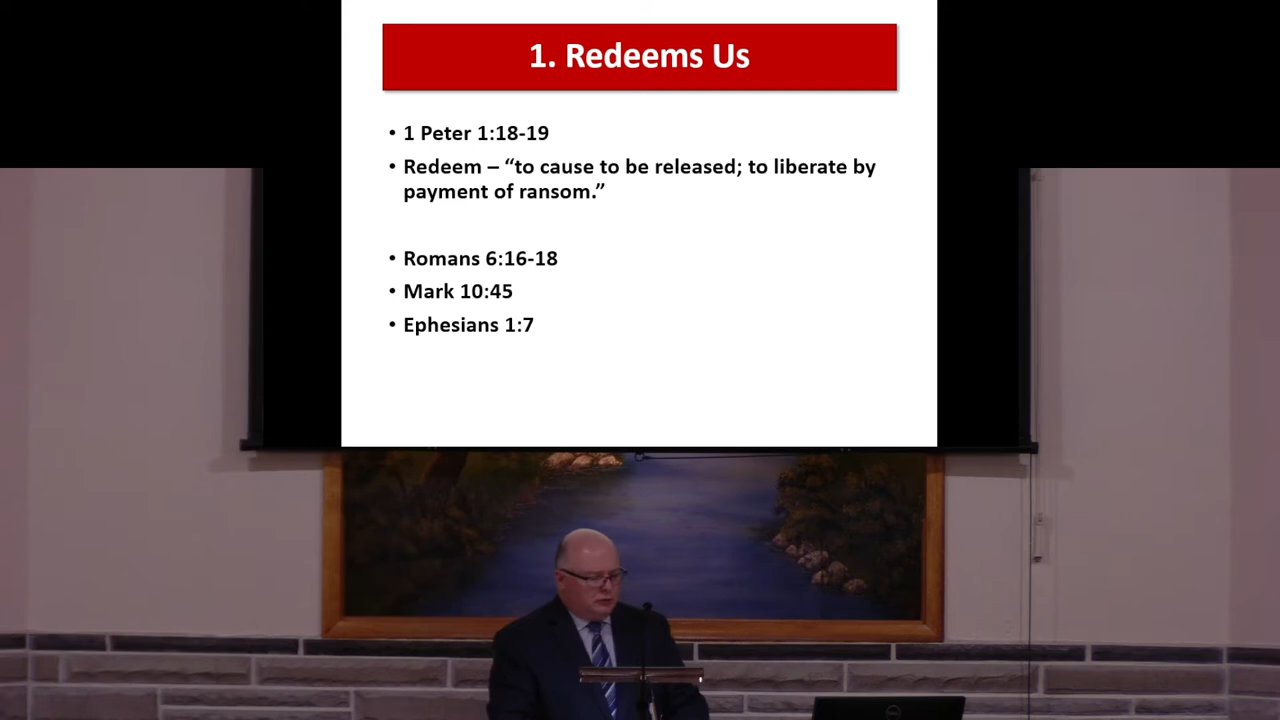 1. Redeems Us
• 1 Peter 1:18-19
• Redeem – “to cause to be released; to liberate by
payment of ransom.”
• Romans 6:16-18
• Mark 10:45
• Ephesians 1:7